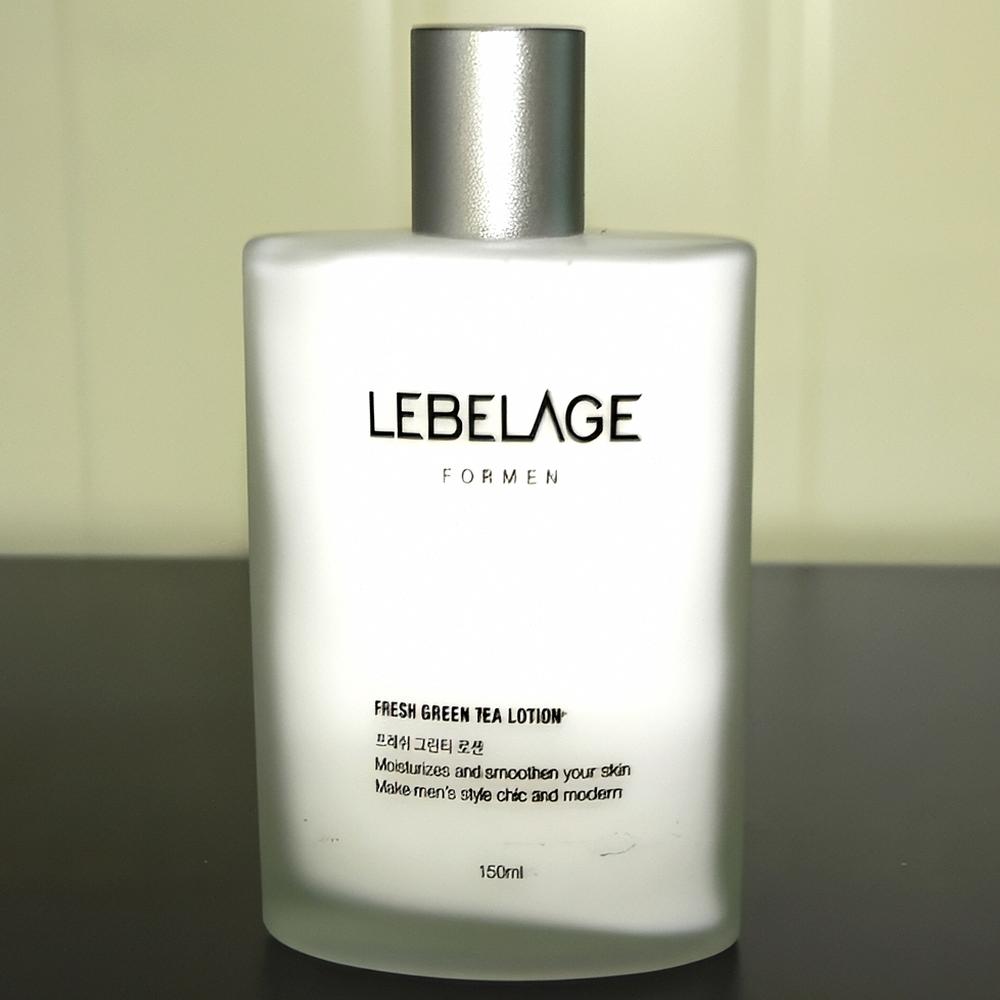 LEBELAGE
FORMEN
FRESH GREEN TEA LOTION
프레쉬 그린티 로션
Moisturizes and smoothen your skin
Make men's style chic and modern
150ml